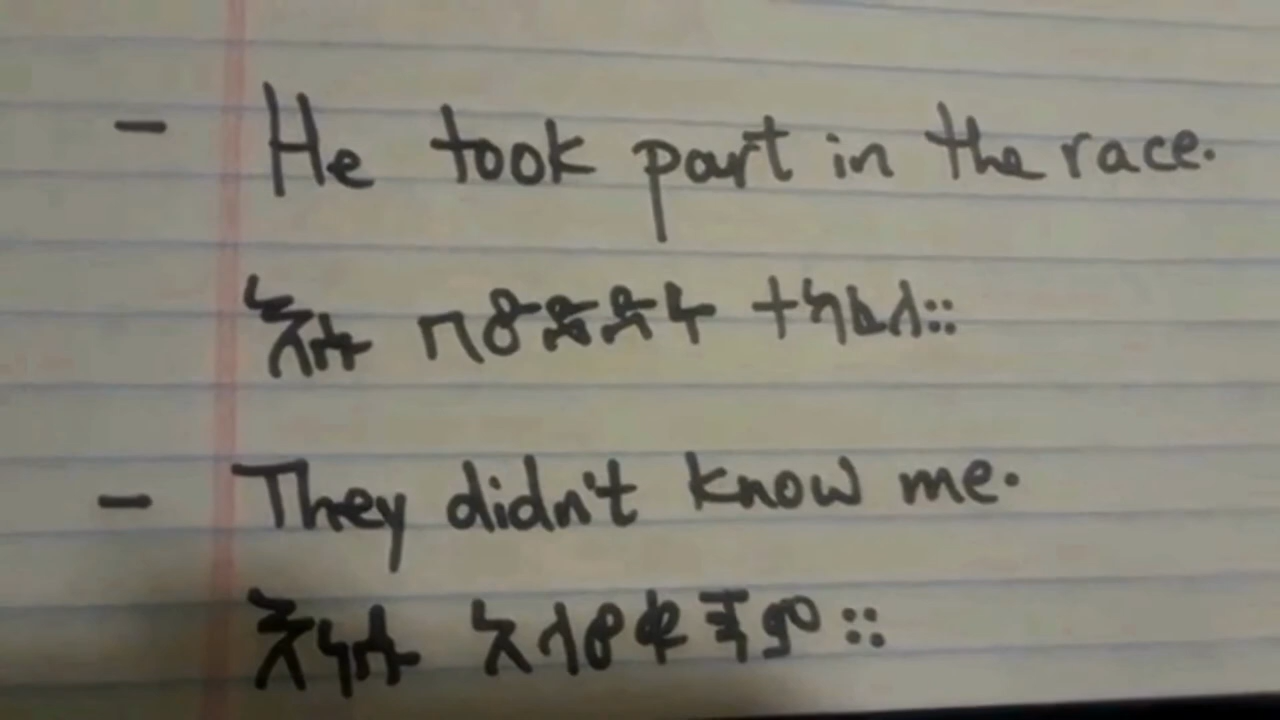 - He took part in the race.
እሱ በውድድሩ ተካፈለ።
- They didn't know me.
እነሱ አላወቁኝም።